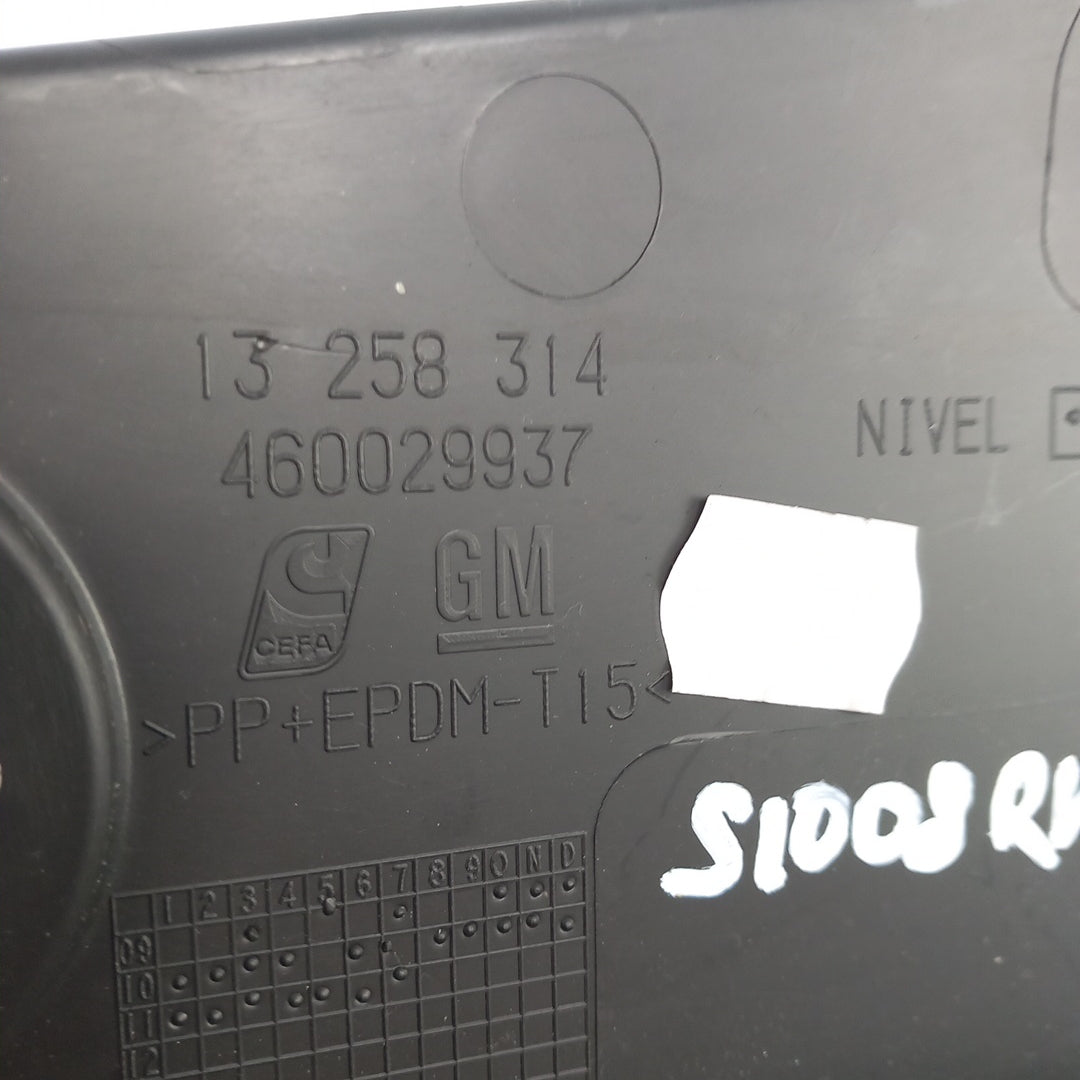 13 258 314
460029937
NIVEL
CEFA GM
>PP+EPDM-T15<
S1008
1 2 3 4 5 6 7 8 9 O N D
09
10
11
12